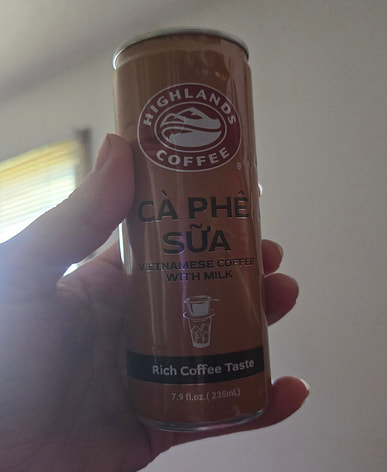 HIGHLANDS
COFFEE
®
CÀ PHÊ
SỮA
VIETNAMESE COFFEE
WITH MILK
Rich Coffee Taste
7.9 fl.oz. ( 235mL)